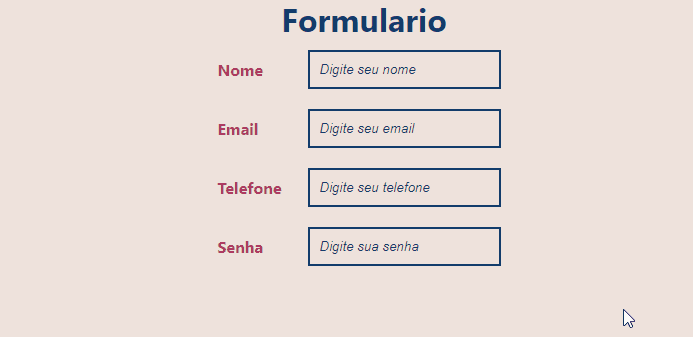 Formulario
Nome Digite seu nome
Email Digite seu email
Telefone Digite seu telefone
Senha Digite sua senha